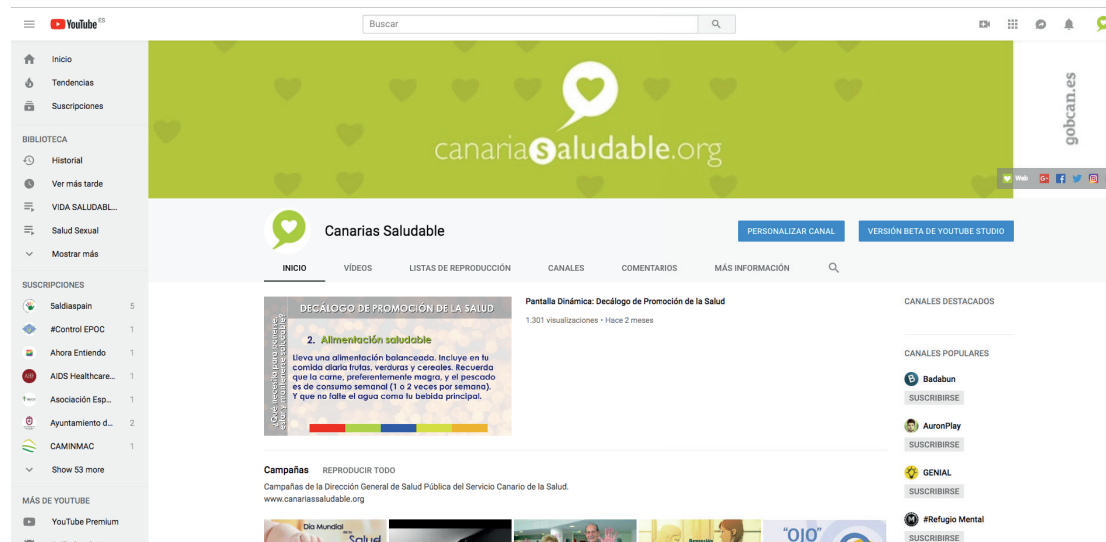 YouTube ES
Buscar
Inicio
Tendencias
Suscripciones
BIBLIOTECA
Historial
Ver más tarde
VIDA SALUDABL...
Salud Sexual
Mostrar más
SUSCRIPCIONES
5aldiaspain 5
#Control EPOC 1
Ahora Entiendo 1
AIDS Healthcare... 1
Asociación Esp... 1
Ayuntamiento d... 2
CAMINMAC 1
Show 53 more
MÁS DE YOUTUBE
YouTube Premium
canariaSaludable.org
gobcan.es
Web
Canarias Saludable
PERSONALIZAR CANAL
VERSIÓN BETA DE YOUTUBE STUDIO
INICIO VÍDEOS LISTAS DE REPRODUCCIÓN CANALES COMENTARIOS MÁS INFORMACIÓN
¿Qué necesita para ponerse,
estar y mantenerse saludable?
DECÁLOGO DE PROMOCIÓN DE LA SALUD
2. Alimentación saludable
Lleva una alimentación balanceada. Incluye en tu
comida diaria frutas, verduras y cereales. Recuerda
que la carne, preferentemente magra, y el pescado
es de consumo semanal (1 o 2 veces por semana).
Y que no falte el agua como tu bebida principal.
Pantalla Dinámica: Decálogo de Promoción de la Salud
1.301 visualizaciones • Hace 2 meses
Campañas REPRODUCIR TODO
Campañas de la Dirección General de Salud Pública del Servicio Canario de la Salud.
www.canariassaludable.org
Día Mundial
Salud
"OJO"
CANALES DESTACADOS
CANALES POPULARES
Badabun
SUSCRIBIRSE
AuronPlay
SUSCRIBIRSE
GENIAL
SUSCRIBIRSE
#Refugio Mental
SUSCRIBIRSE